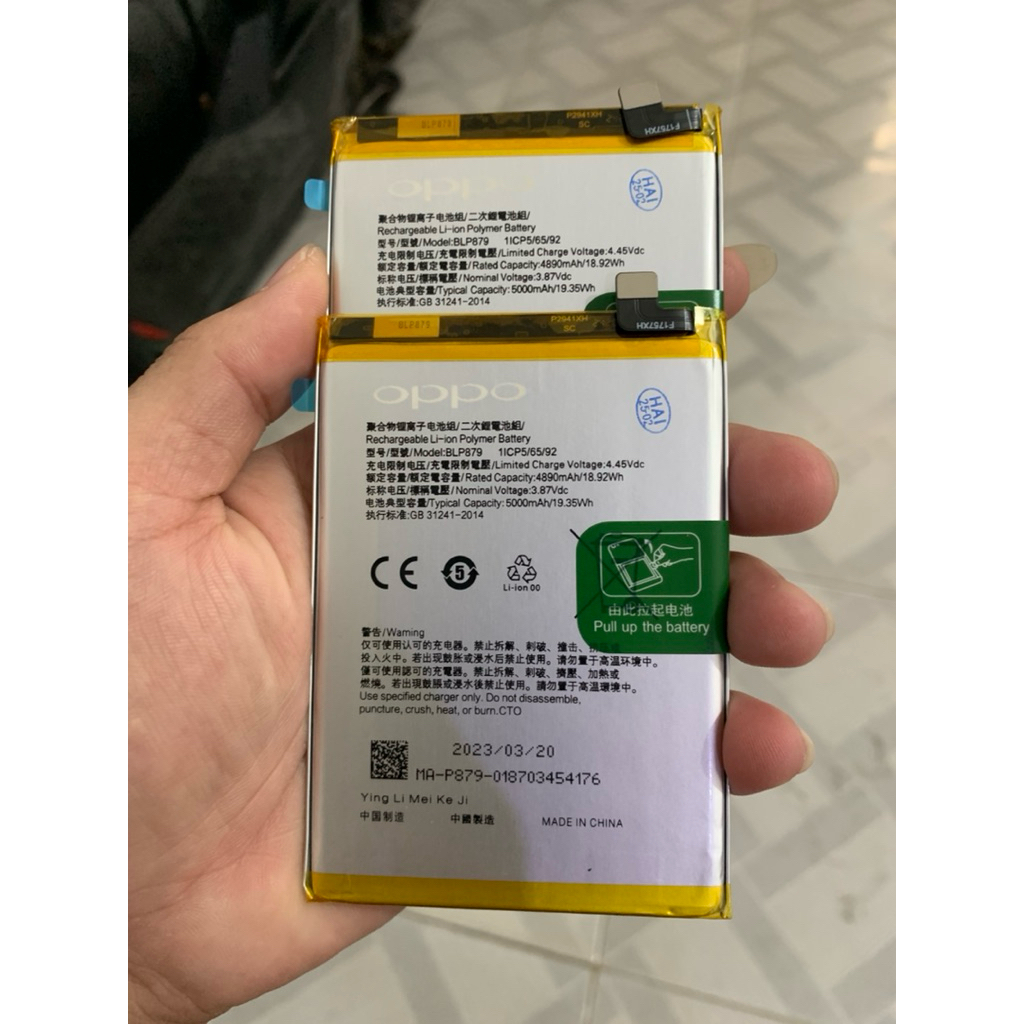 BLP879
P2941XH
SC
F1757XH
oppo
HAI
25-02
聚合物锂离子电池组/二次鋰電池組/
Rechargeable Li-ion Polymer Battery
型号/型號/Model:BLP879 1ICP5/65/92
充电限制电压/充電限制電壓/Limited Charge Voltage:4.45Vdc
额定容量/額定電容量/Rated Capacity:4890mAh/18.92Wh
标称电压/標稱電壓/Nominal Voltage:3.87Vdc
电池典型容量/Typical Capacity:5000mAh/19.35Wh
执行标准:GB 31241-2014
BLP879
P2941XH
SC
F1757XH
oppo
HAI
25-02
聚合物锂离子电池组/二次鋰電池組/
Rechargeable Li-ion Polymer Battery
型号/型號/Model:BLP879 1ICP5/65/92
充电限制电压/充電限制電壓/Limited Charge Voltage:4.45Vdc
额定容量/額定電容量/Rated Capacity:4890mAh/18.92Wh
标称电压/標稱電壓/Nominal Voltage:3.87Vdc
电池典型容量/Typical Capacity:5000mAh/19.35Wh
执行标准:GB 31241-2014
CE
5
Li-ion 00
由此拉起电池
Pull up the battery
警告/Warning
仅可使用认可的充电器。禁止拆解、刺破、撞击、
投入火中。若出现鼓胀或浸水后禁止使用。请勿置于高温环境中。
僅可使用認可的充電器。禁止拆解、刺破、擠壓、加熱或
燃燒。若出現鼓脹或浸水後禁止使用。請勿置于高溫環境中。
Use specified charger only. Do not disassemble,
puncture, crush, heat, or burn.CTO
2023/03/20
MA-P879-018703454176
Ying Li Mei Ke Ji
中国制造 中國製造 MADE IN CHINA